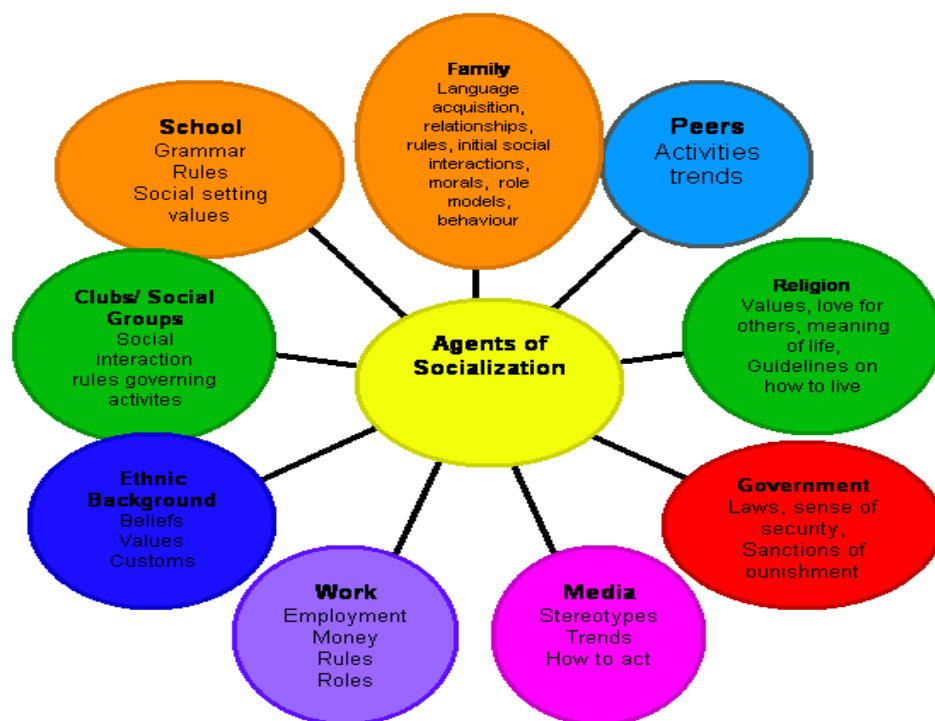 Family
Language
acquisition,
relationships,
rules, initial social
interactions,
morals, role
models,
behaviour
School
Grammar
Rules
Social setting
values
Peers
Activities
trends
Clubs/ Social
Groups
Social
interaction
rules governing
activites
Agents of
Socialization
Religion
Values, love for
others, meaning
of life,
Guidelines on
how to live
Ethnic
Background
Beliefs
Values
Customs
Government
Laws, sense of
security,
Sanctions of
punishment
Work
Employment
Money
Rules
Roles
Media
Stereotypes
Trends
How to act